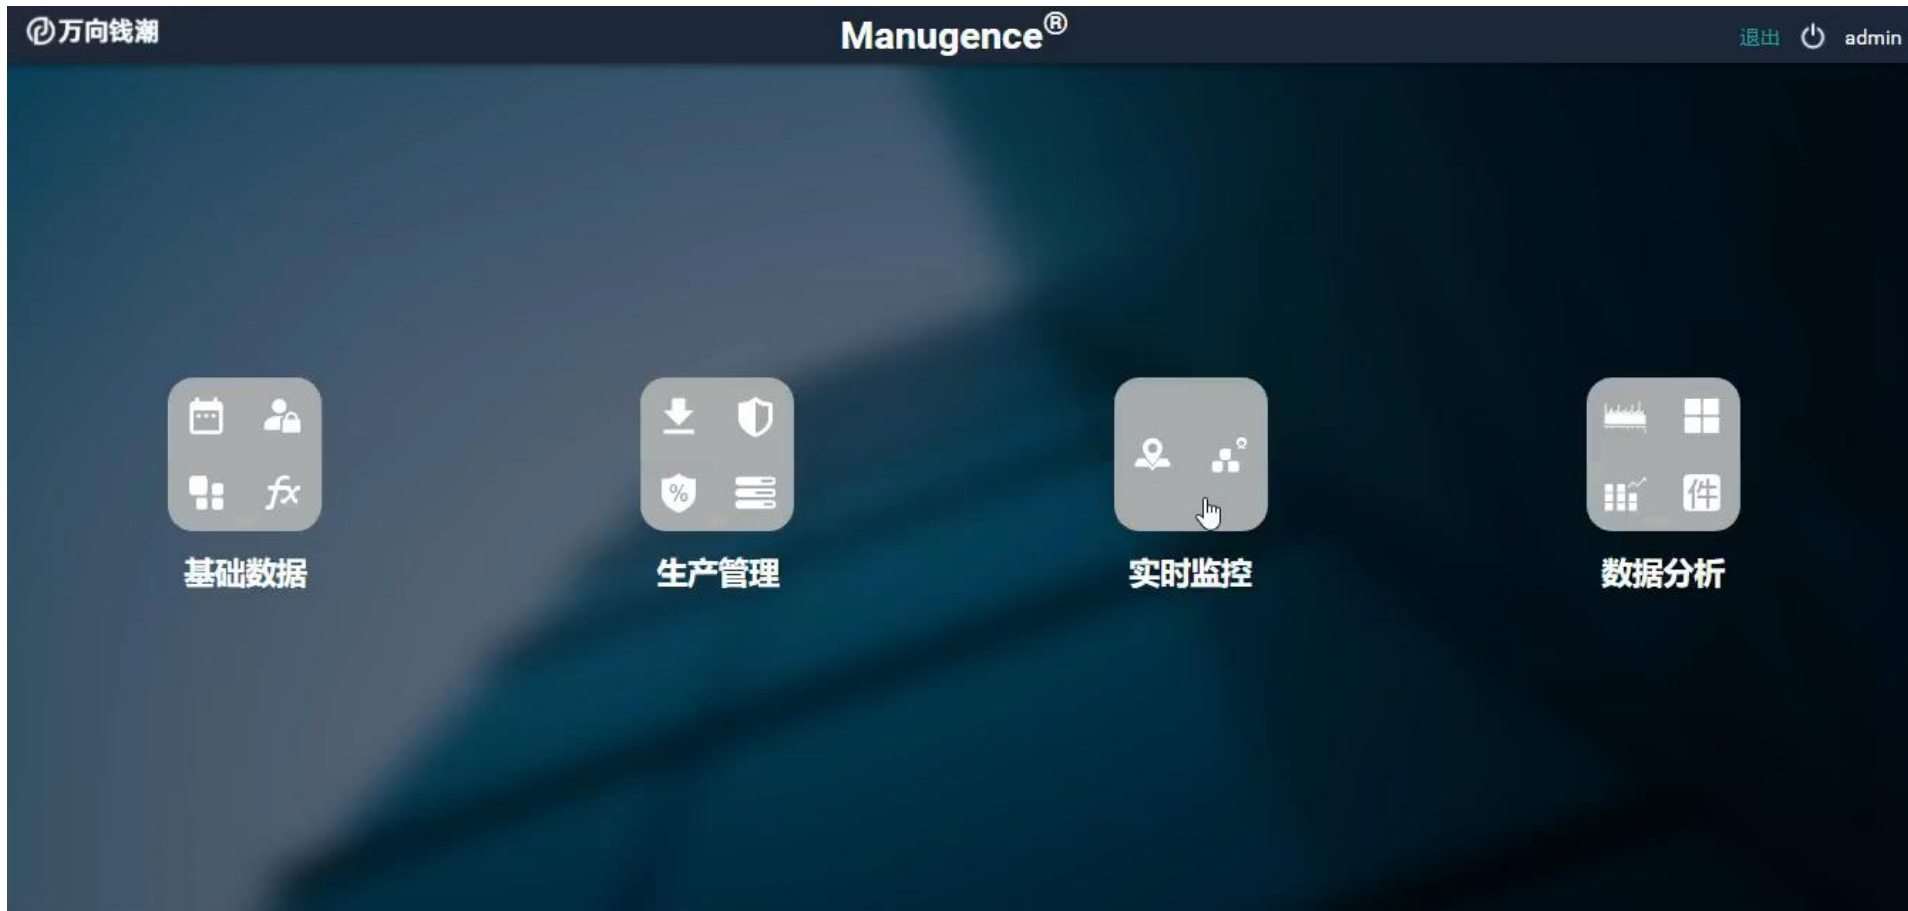 万向钱潮
Manugence®
退出 admin
fx
%
件
基础数据 生产管理 实时监控 数据分析